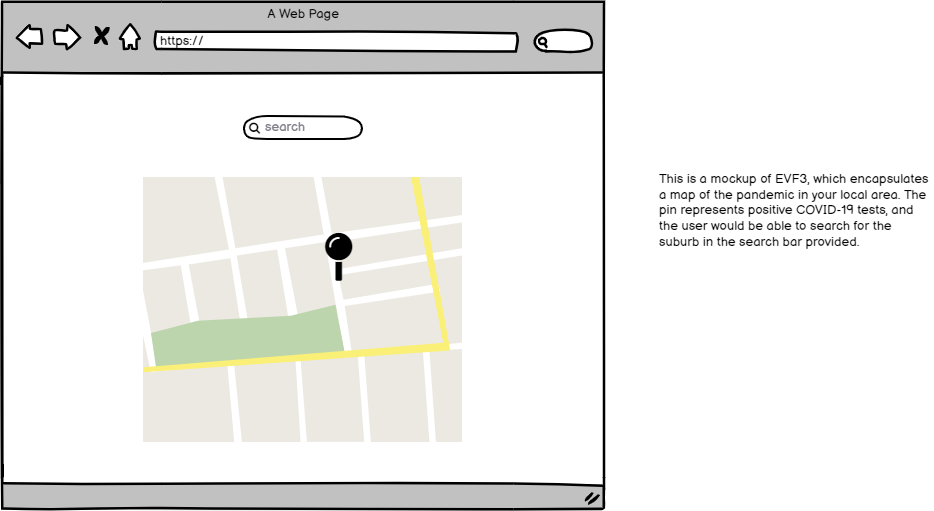 A Web Page
https://
search
This is a mockup of EVF3, which encapsulates
a map of the pandemic in your local area. The
pin represents positive COVID-19 tests, and
the user would be able to search for the
suburb in the search bar provided.